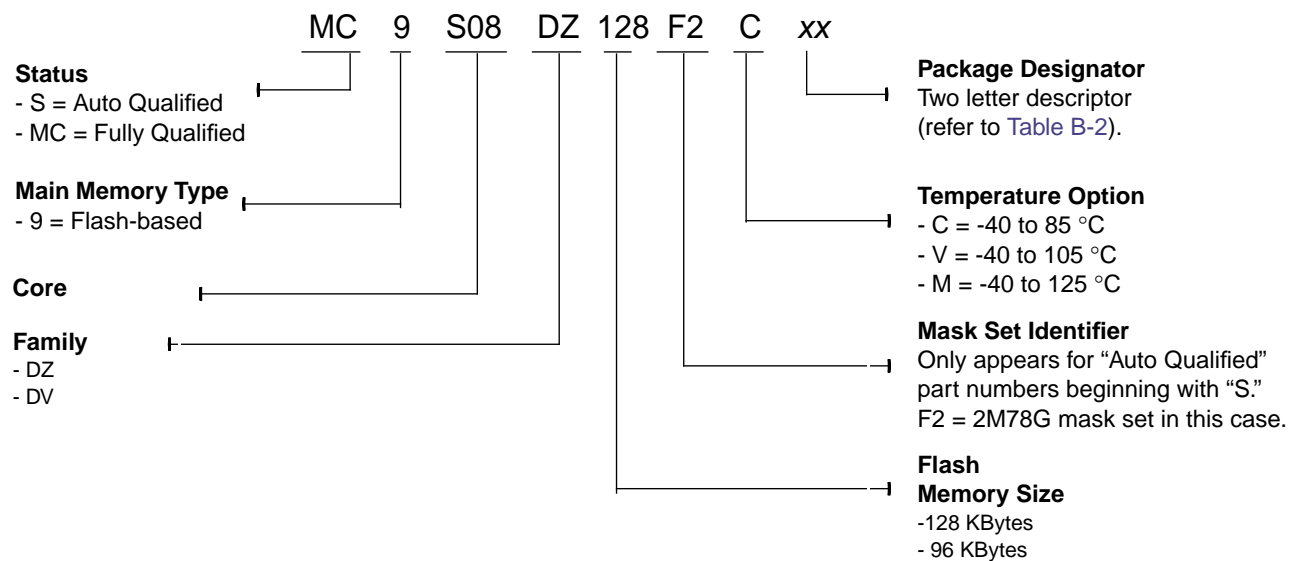 MC 9 S08 DZ 128 F2 C xx
Status
- S = Auto Qualified
- MC = Fully Qualified
Main Memory Type
- 9 = Flash-based
Core
Family
- DZ
- DV
Package Designator
Two letter descriptor
(refer to Table B-2).
Temperature Option
- C = -40 to 85 °C
- V = -40 to 105 °C
- M = -40 to 125 °C
Mask Set Identifier
Only appears for “Auto Qualified”
part numbers beginning with “S.”
F2 = 2M78G mask set in this case.
Flash
Memory Size
-128 KBytes
- 96 KBytes